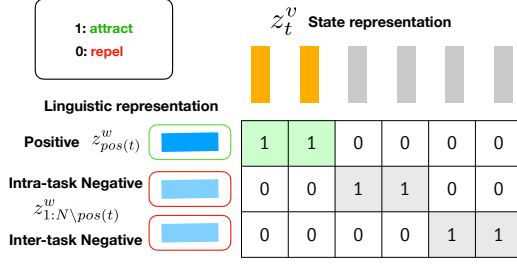 1: attract
0: repel
z_t^v State representation
Linguistic representation
Positive z_{pos(t)}^w
1 1 0 0 0 0
Intra-task Negative
0 0 1 1 0 0
z_{1:N\pos(t)}^w
Inter-task Negative
0 0 0 0 1 1